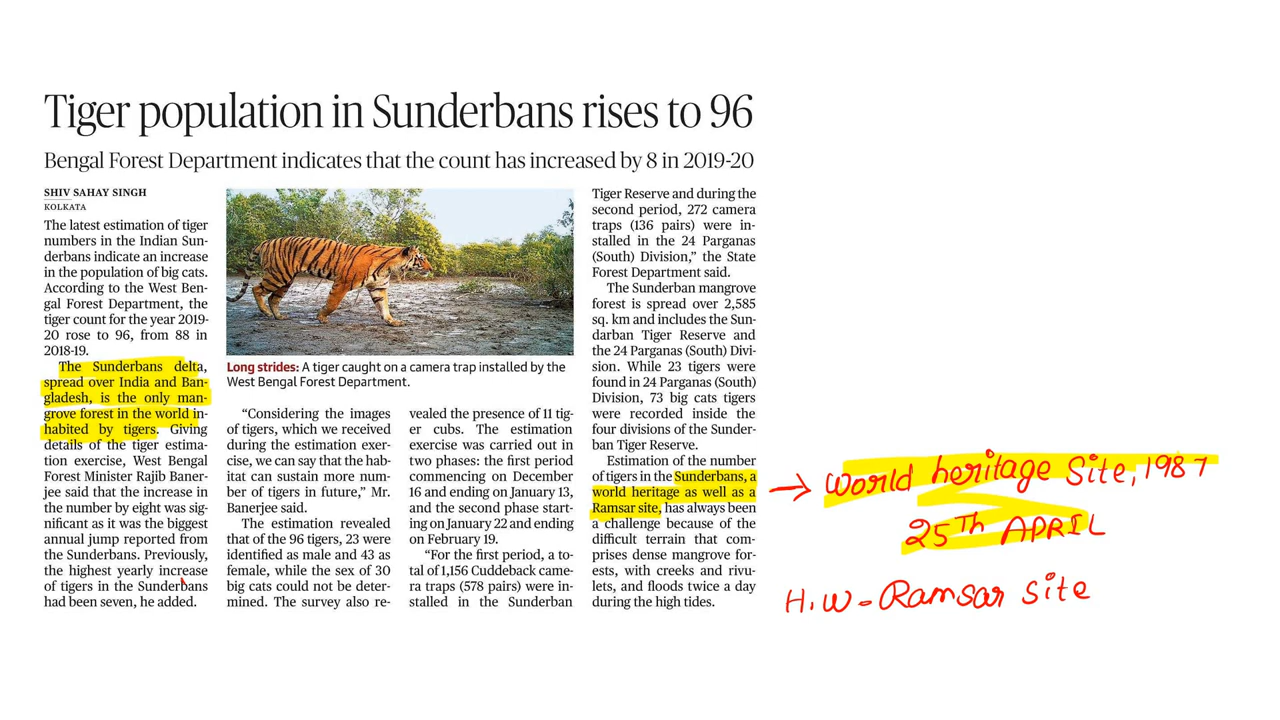 Tiger population in Sunderbans rises to 96
Bengal Forest Department indicates that the count has increased by 8 in 2019-20
SHIV SAHAY SINGH
KOLKATA
The latest estimation of tiger
numbers in the Indian Sun-
derbans indicate an increase
in the population of big cats.
According to the West Ben-
gal Forest Department, the
tiger count for the year 2019-
20 rose to 96, from 88 in
2018-19.
The Sunderbans delta,
spread over India and Ban-
gladesh, is the only man-
grove forest in the world in-
habited by tigers. Giving
details of the tiger estima-
tion exercise, West Bengal
Forest Minister Rajib Baner-
jee said that the increase in
the number by eight was sig-
nificant as it was the biggest
annual jump reported from
the Sunderbans. Previously,
the highest yearly increase
of tigers in the Sunderbans
had been seven, he added.
Long strides: A tiger caught on a camera trap installed by the
West Bengal Forest Department.
“Considering the images
of tigers, which we received
during the estimation exer-
cise, we can say that the hab-
itat can sustain more num-
ber of tigers in future,” Mr.
Banerjee said.
The estimation revealed
that of the 96 tigers, 23 were
identified as male and 43 as
female, while the sex of 30
big cats could not be deter-
mined. The survey also re-
vealed the presence of 11 tig-
er cubs. The estimation
exercise was carried out in
two phases: the first period
commencing on December
16 and ending on January 13,
and the second phase start-
ing on January 22 and ending
on February 19.
“For the first period, a to-
tal of 1,156 Cuddeback came-
ra traps (578 pairs) were in-
stalled in the Sunderban
Tiger Reserve and during the
second period, 272 camera
traps (136 pairs) were in-
stalled in the 24 Parganas
(South) Division,” the State
Forest Department said.
The Sunderban mangrove
forest is spread over 2,585
sq. km and includes the Sun-
darban Tiger Reserve and
the 24 Parganas (South) Divi-
sion. While 23 tigers were
found in 24 Parganas (South)
Division, 73 big cats tigers
were recorded inside the
four divisions of the Sunder-
ban Tiger Reserve.
Estimation of the number
of tigers in the Sunderbans, a
world heritage as well as a
Ramsar site, has always been
a challenge because of the
difficult terrain that com-
prises dense mangrove for-
ests, with creeks and rivu-
lets, and floods twice a day
during the high tides.
→ World heritage Site, 1987
25Th APRIL
H.W - Ramsar site